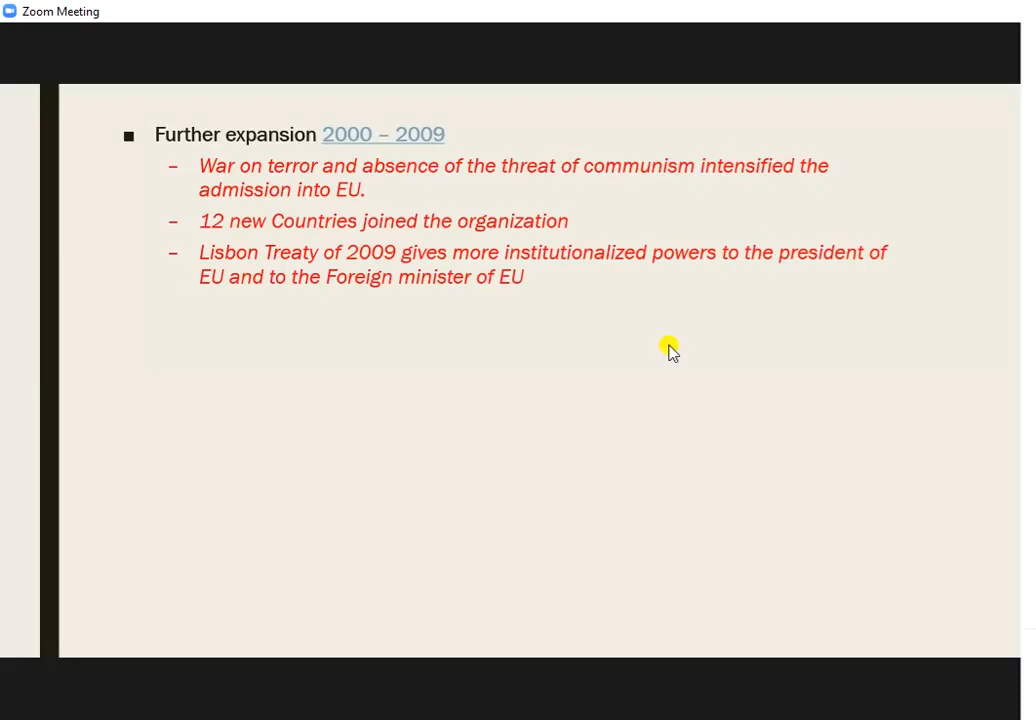 Zoom Meeting
■ Further expansion 2000 – 2009
– War on terror and absence of the threat of communism intensified the
admission into EU.
– 12 new Countries joined the organization
– Lisbon Treaty of 2009 gives more institutionalized powers to the president of
EU and to the Foreign minister of EU